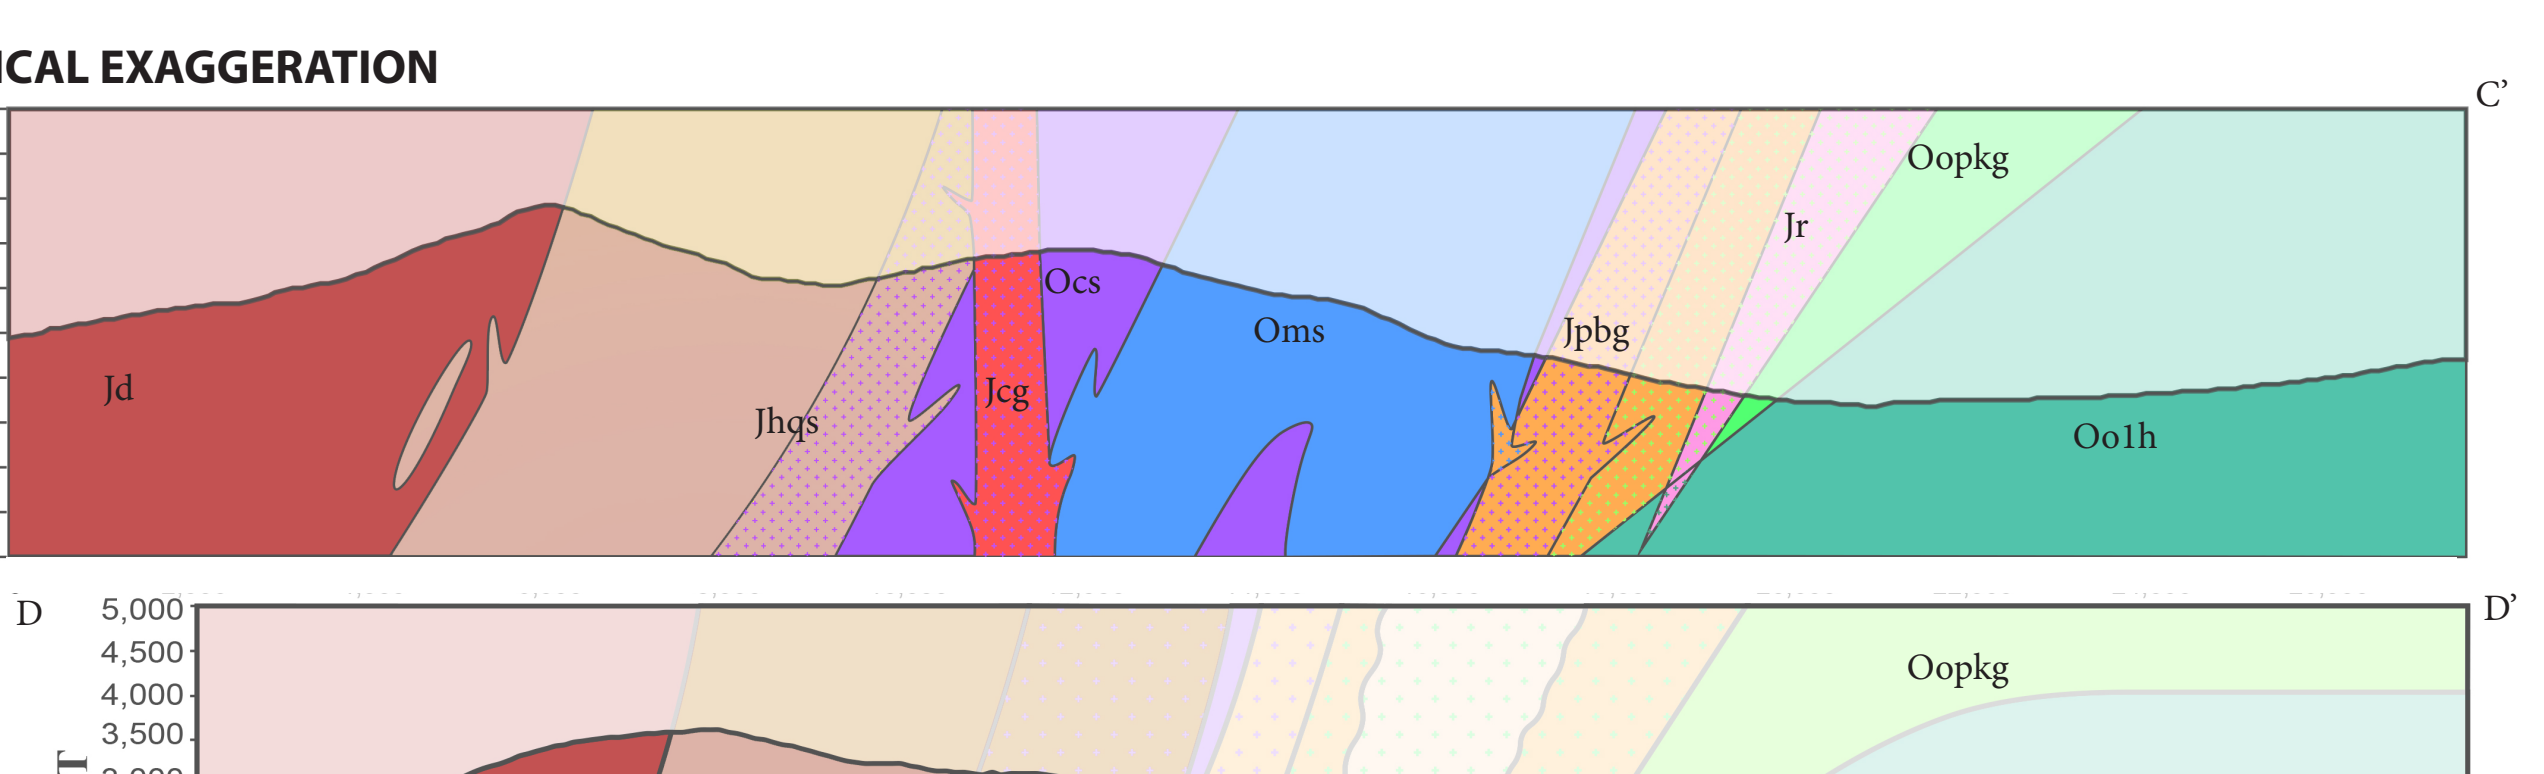 ICAL EXAGGERATION
C’
Oopkg
Jr
Ocs
Oms
Jpbg
Jd
Jcg
Jhqs
Oo1h
D
5,000
D’
4,500
Oopkg
4,000
3,500
T